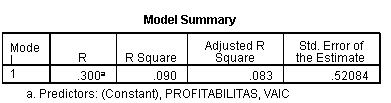 Model Summary
Mode
l R R Square Adjusted R
Square Std. Error of
the Estimate
1 .300a .090 .083 .52084
a. Predictors: (Constant), PROFITABILITAS, VAIC